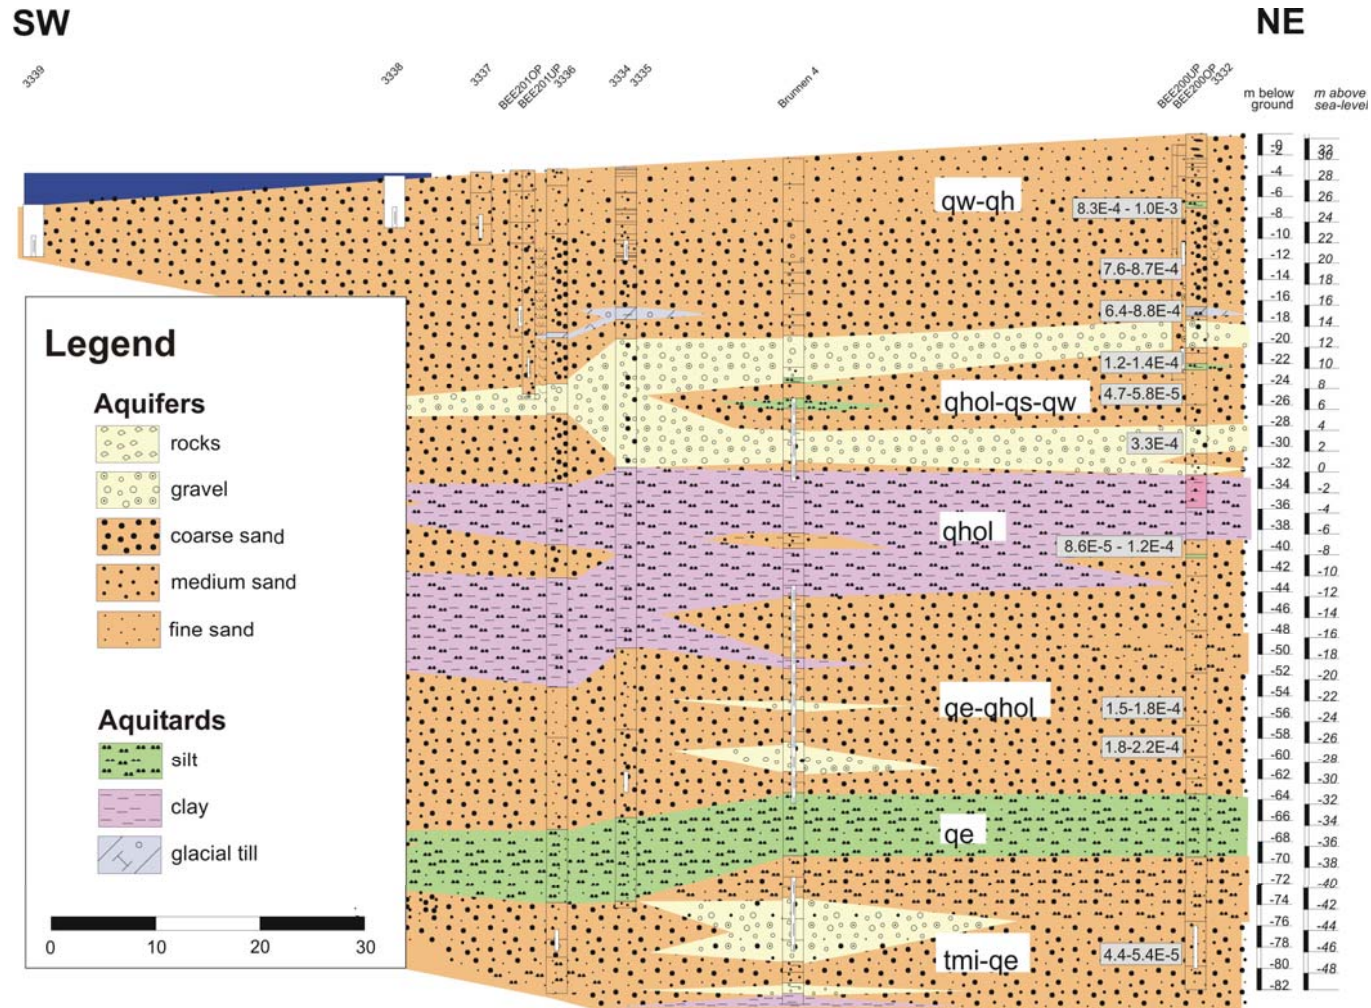 SW
NE
3339
3338
3337
BEE201OP
BEE201UP
3336
3334
3335
Brunnen 4
BEE200UP
BEE200OP
3332
m below
ground
m above
sea-level
qw-qh
8.3E-4 - 1.0E-3
7.6-8.7E-4
6.4-8.8E-4
1.2-1.4E-4
qhol-qs-qw
4.7-5.8E-5
3.3E-4
qhol
8.6E-5 - 1.2E-4
qe-qhol
1.5-1.8E-4
1.8-2.2E-4
qe
tmi-qe
4.4-5.4E-5
-0
-2
-4
-6
-8
-10
-12
-14
-16
-18
-20
-22
-24
-26
-28
-30
-32
-34
-36
-38
-40
-42
-44
-46
-48
-50
-52
-54
-56
-58
-60
-62
-64
-66
-68
-70
-72
-74
-76
-78
-80
-82
32
30
28
26
24
22
20
18
16
14
12
10
8
6
4
2
0
-2
-4
-6
-8
-10
-12
-14
-16
-18
-20
-22
-24
-26
-28
-30
-32
-34
-36
-38
-40
-42
-44
-46
-48
Legend
Aquifers
rocks
gravel
coarse sand
medium sand
fine sand
Aquitards
silt
clay
glacial till
0 10 20 30